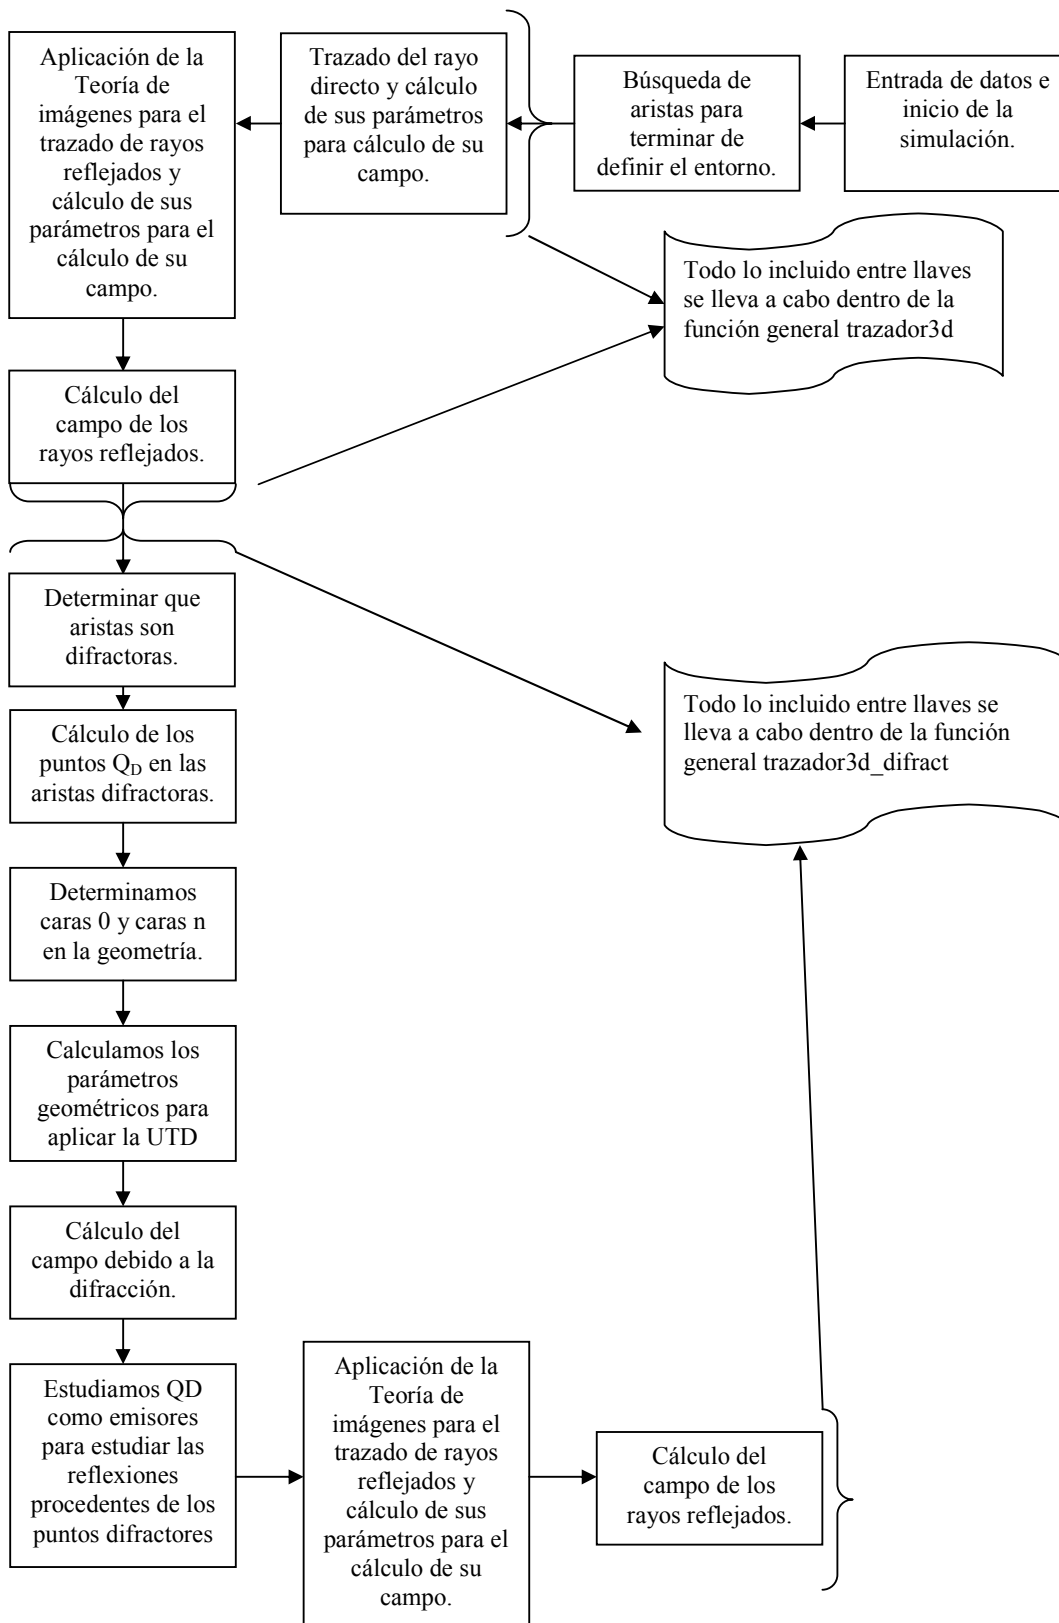 Entrada de datos e
inicio de la
simulación.
Búsqueda de
aristas para
terminar de
definir el entorno.
Trazado del rayo
directo y cálculo
de sus parámetros
para cálculo de su
campo.
Aplicación de la
Teoría de
imágenes para el
trazado de rayos
reflejados y
cálculo de sus
parámetros para el
cálculo de su
campo.
Todo lo incluido entre llaves
se lleva a cabo dentro de la
función general trazador3d
Cálculo del
campo de los
rayos reflejados.
Determinar que
aristas son
difractoras.
Todo lo incluido entre llaves se
lleva a cabo dentro de la función
general trazador3d_difract
Cálculo de los
puntos Q_D en las
aristas difractoras.
Determinamos
caras 0 y caras n
en la geometría.
Calculamos los
parámetros
geométricos para
aplicar la UTD
Cálculo del
campo debido a la
difracción.
Estudiamos QD
como emisores
para estudiar las
reflexiones
procedentes de los
puntos difractores
Aplicación de la
Teoría de
imágenes para el
trazado de rayos
reflejados y
cálculo de sus
parámetros para el
cálculo de su
campo.
Cálculo del
campo de los
rayos reflejados.